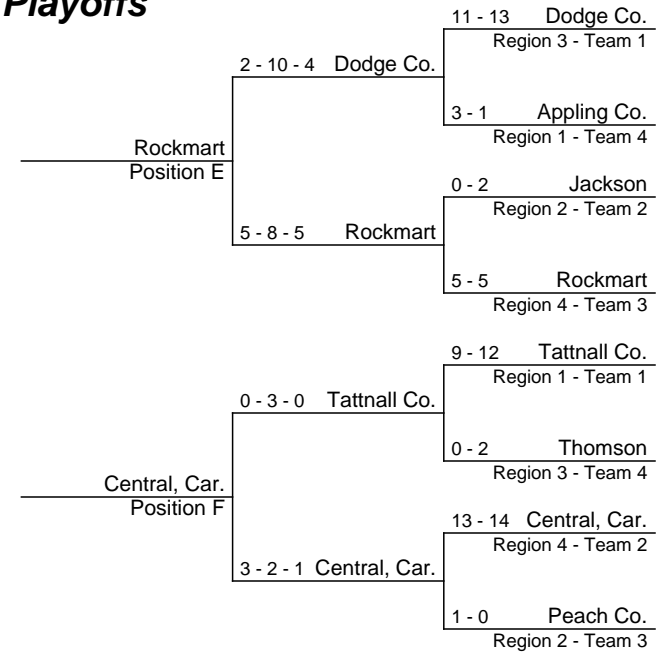 Playoffs
11 - 13 Dodge Co.
Region 3 - Team 1
2 - 10 - 4 Dodge Co.
3 - 1 Appling Co.
Region 1 - Team 4
Rockmart
Position E
0 - 2 Jackson
Region 2 - Team 2
5 - 8 - 5 Rockmart
5 - 5 Rockmart
Region 4 - Team 3
9 - 12 Tattnall Co.
Region 1 - Team 1
0 - 3 - 0 Tattnall Co.
0 - 2 Thomson
Region 3 - Team 4
Central, Car.
Position F
13 - 14 Central, Car.
Region 4 - Team 2
3 - 2 - 1 Central, Car.
1 - 0 Peach Co.
Region 2 - Team 3